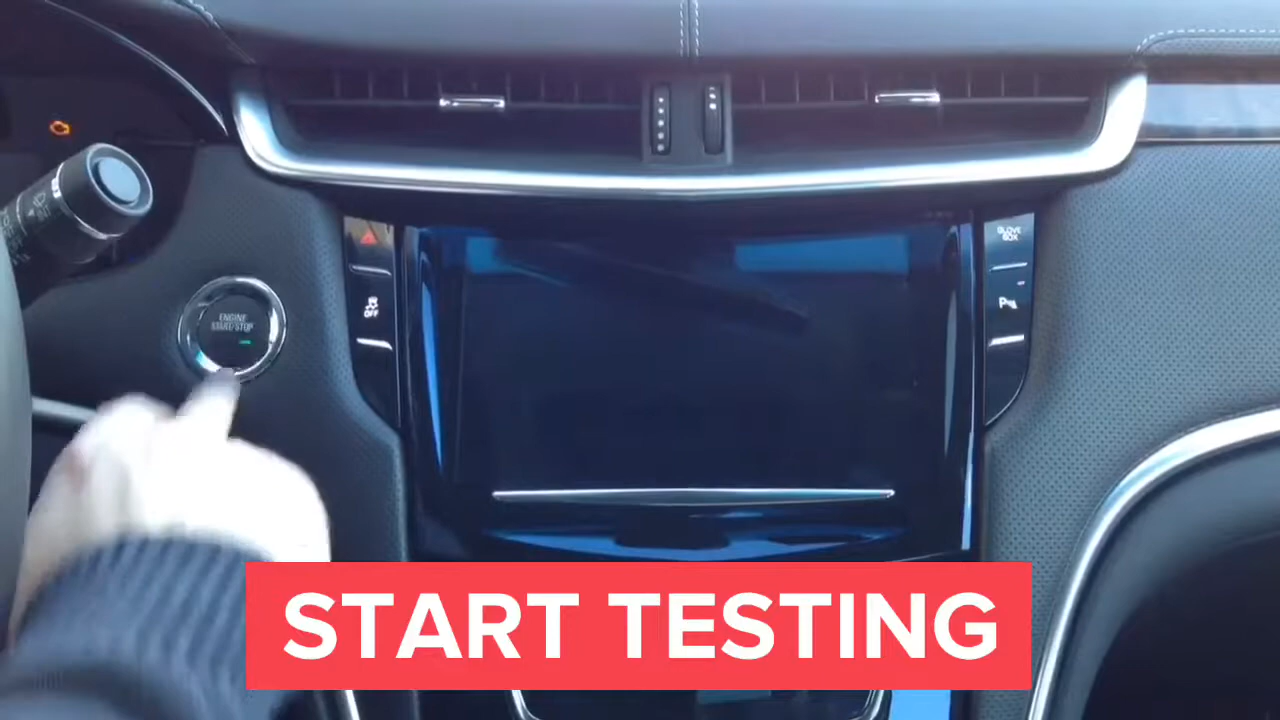 GLOVE
BOX
OFF
ENGINE
START/STOP
START TESTING